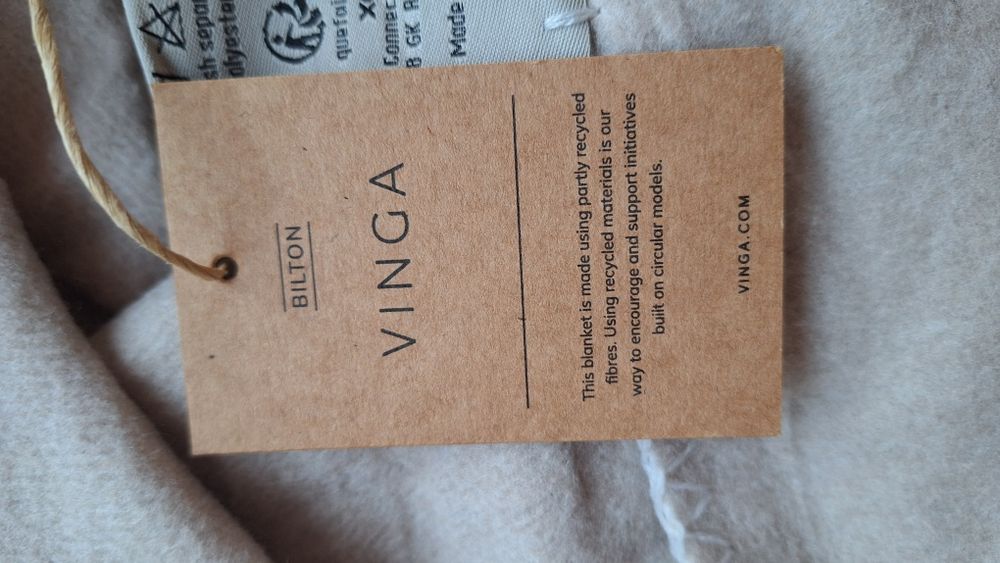 BILTON
VINGA
This blanket is made using partly recycled
fibres. Using recycled materials is our
way to encourage and support initiatives
built on circular models.
VINGA.COM
Made